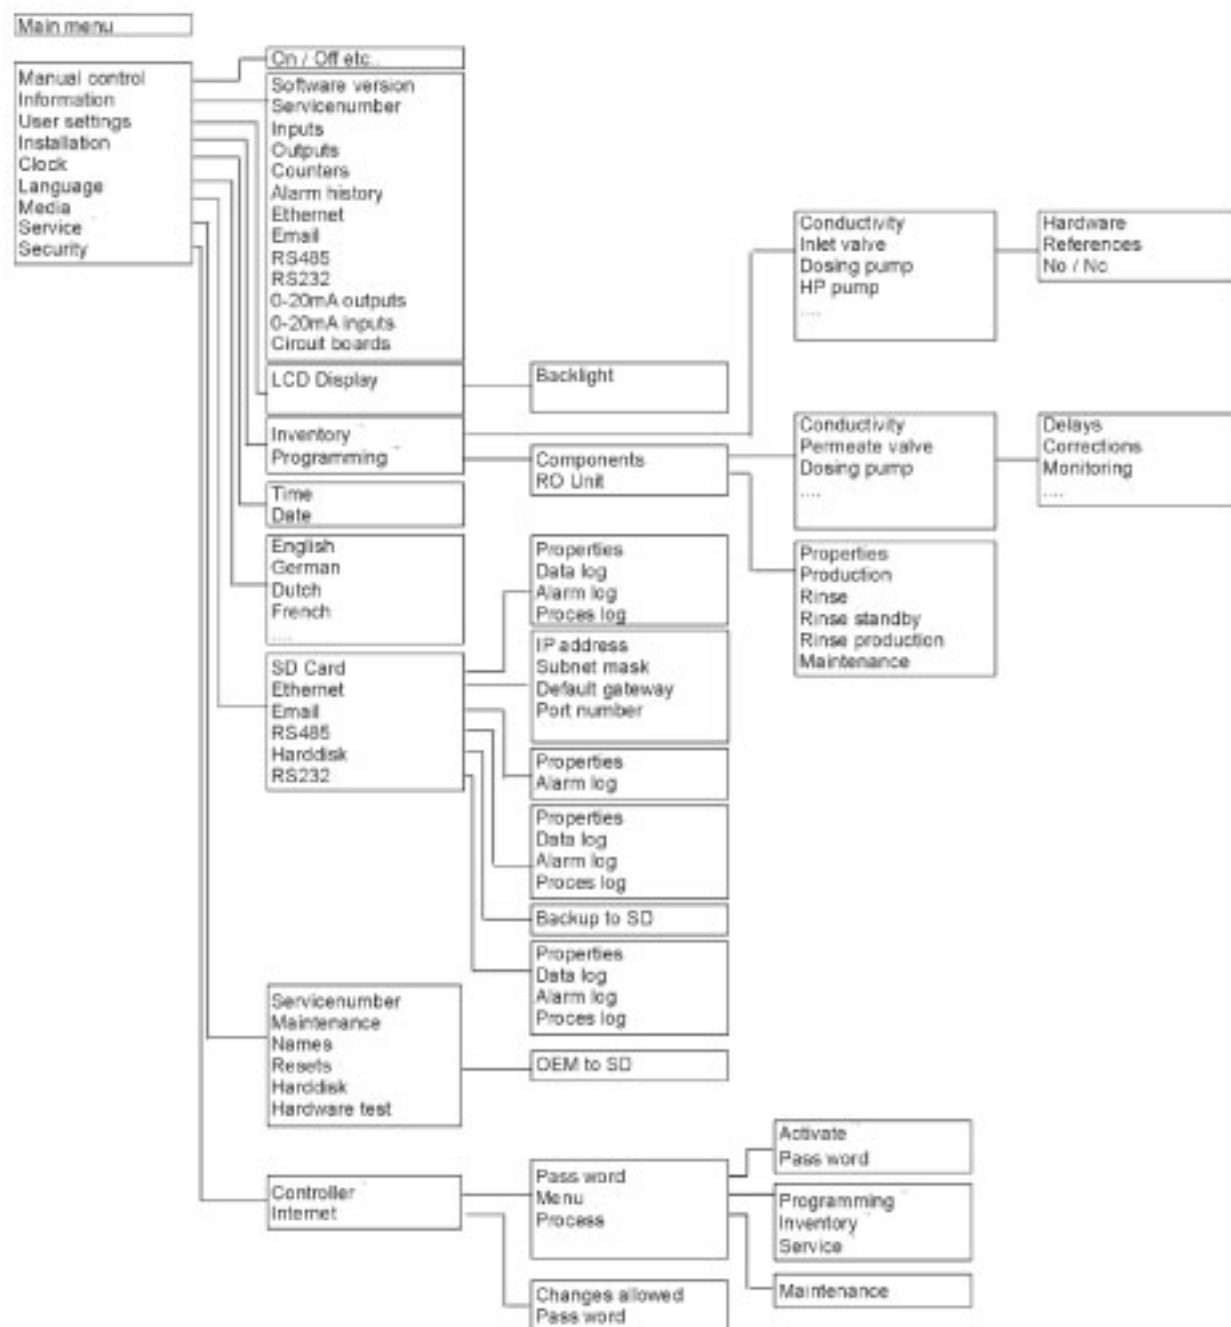 Main menu
Manual control
Information
User settings
Installation
Clock
Language
Media
Service
Security
On / Off etc..
Software version
Servicenumber
Inputs
Outputs
Counters
Alarm history
Ethernet
Email
RS485
RS232
0-20mA outputs
0-20mA inputs
Circuit boards
LCD Display
Backlight
Inventory
Programming
Conductivity
Inlet valve
Dosing pump
HP pump
....
Hardware
References
No / Nc
Components
RO Unit
Conductivity
Permeate valve
Dosing pump
....
Delays
Corrections
Monitoring
....
Properties
Production
Rinse
Rinse standby
Rinse production
Maintenance
Time
Date
English
German
Dutch
French
....
SD Card
Ethernet
Email
RS485
Harddisk
RS232
Properties
Data log
Alarm log
Proces log
IP address
Subnet mask
Default gateway
Port number
Properties
Alarm log
Properties
Data log
Alarm log
Proces log
Backup to SD
Properties
Data log
Alarm log
Proces log
Servicenumber
Maintenance
Names
Resets
Harddisk
Hardware test
OEM to SD
Controller
Internet
Pass word
Menu
Process
Activate
Pass word
Programming
Inventory
Service
Maintenance
Changes allowed
Pass word